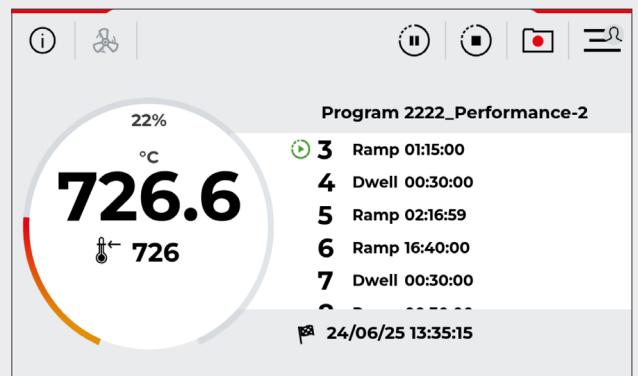 Program 2222_Performance-2
22%
°C
726.6
726
3 Ramp 01:15:00
4 Dwell 00:30:00
5 Ramp 02:16:59
6 Ramp 16:40:00
7 Dwell 00:30:00
24/06/25 13:35:15